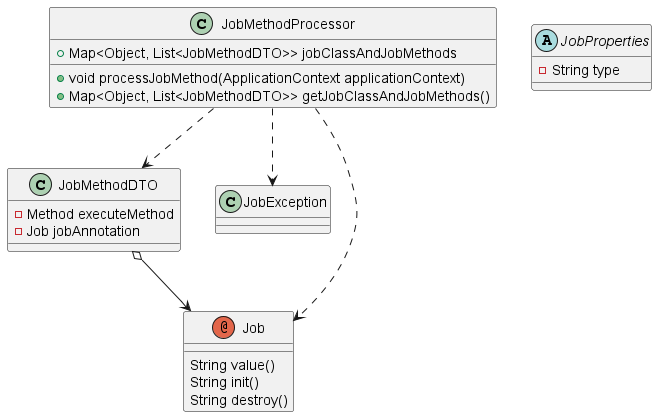 C JobMethodProcessor
Map<Object, List<JobMethodDTO>> jobClassAndJobMethods
void processJobMethod(ApplicationContext applicationContext)
Map<Object, List<JobMethodDTO>> getJobClassAndJobMethods()
A JobProperties
String type
C JobMethodDTO
Method executeMethod
Job jobAnnotation
C JobException
@ Job
String value()
String init()
String destroy()